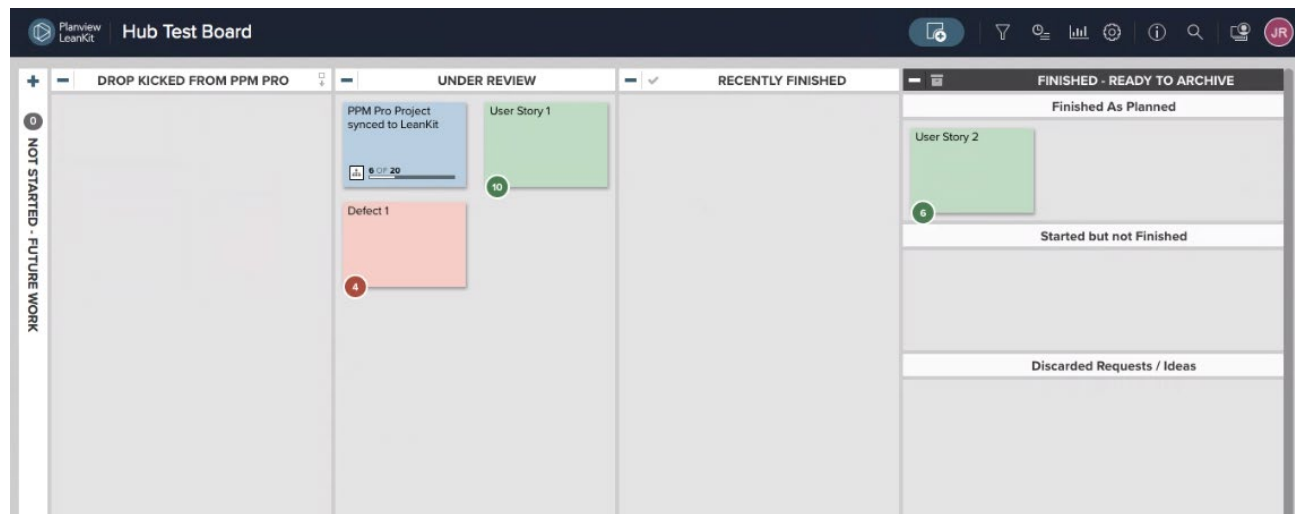 Planview
LeanKit
Hub Test Board
JR
DROP KICKED FROM PPM PRO
UNDER REVIEW
RECENTLY FINISHED
FINISHED - READY TO ARCHIVE
0
NOT STARTED - FUTURE WORK
PPM Pro Project
synced to LeanKit
6 OF 20
User Story 1
10
Defect 1
4
Finished As Planned
User Story 2
6
Started but not Finished
Discarded Requests / Ideas